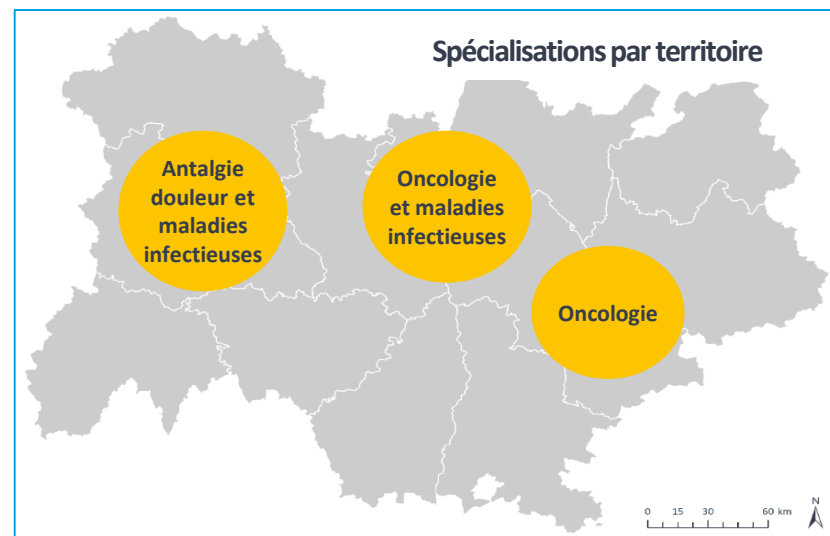 Spécialisations par territoire
Antalgie
douleur et
maladies
infectieuses
Oncologie
et maladies
infectieuses
Oncologie
0 15 30 60 km
N